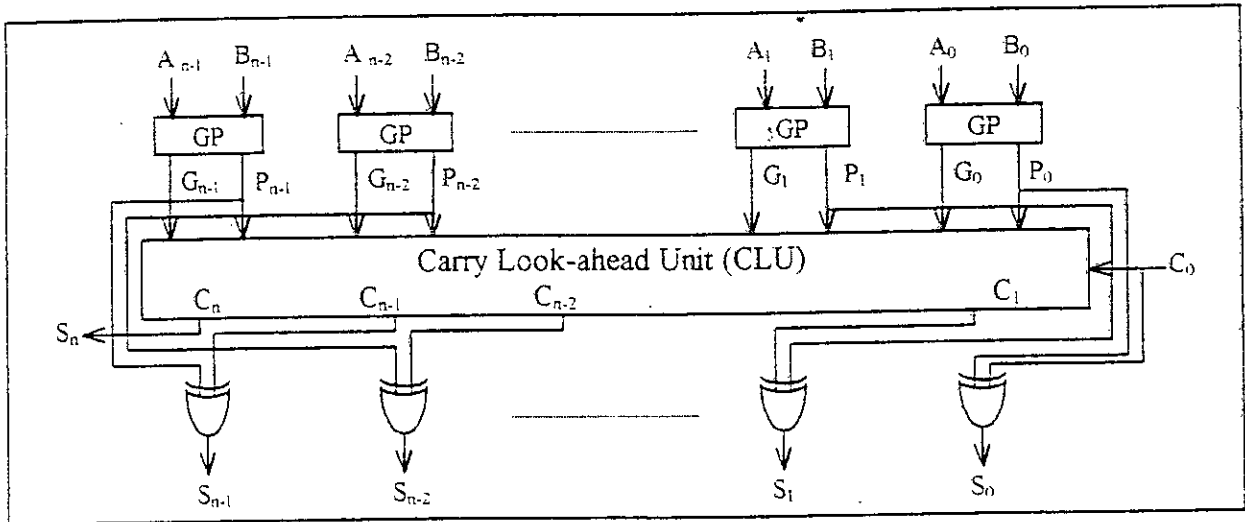 A n-1 B n-1 A n-2 B n-2 A1 B1 A0 B0
GP GP GP GP
G n-1 P n-1 G n-2 P n-2 G1 P1 G0 P0
Carry Look-ahead Unit (CLU)
C0
Cn C n-1 C n-2 C1
Sn
S n-1 S n-2 S1 S0